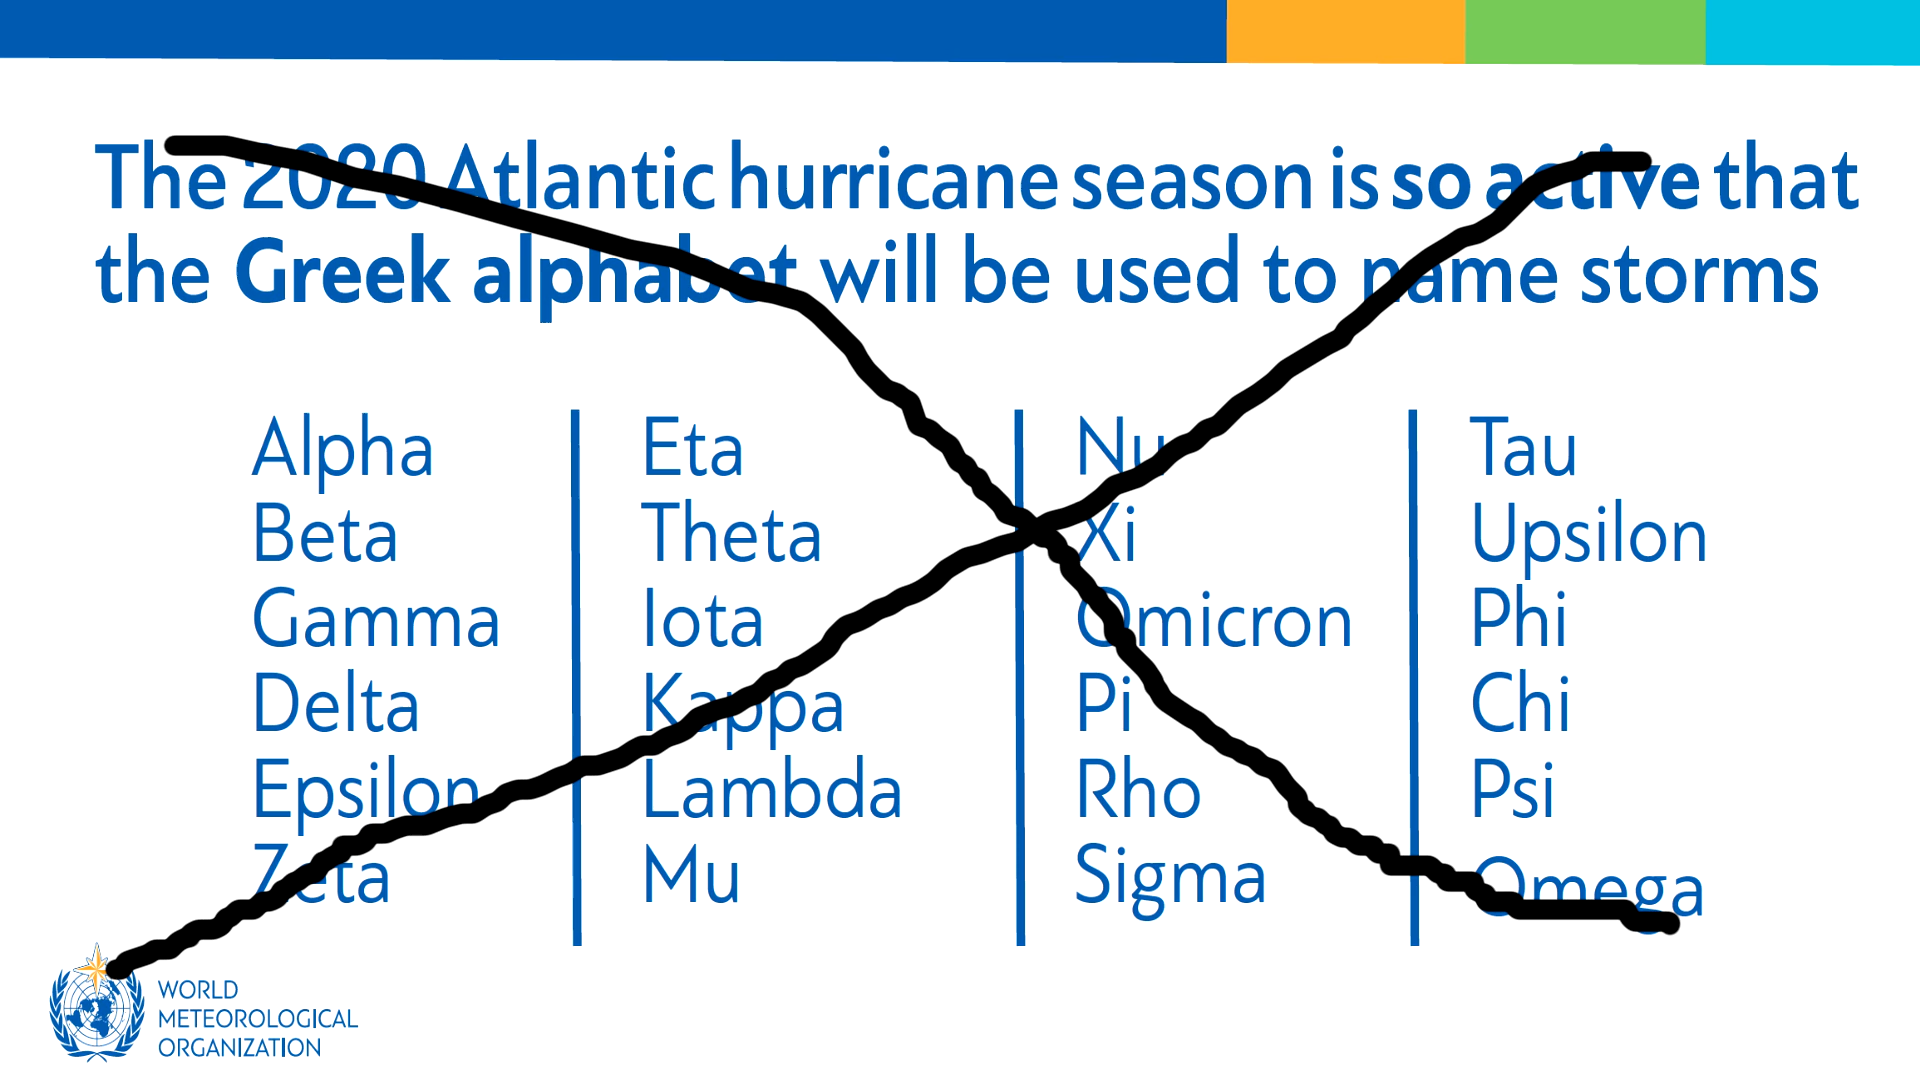 The 2020 Atlantic hurricane season is so active that
the Greek alphabet will be used to name storms
Alpha
Beta
Gamma
Delta
Epsilon
Zeta
Eta
Theta
Iota
Kappa
Lambda
Mu
Nu
Xi
Omicron
Pi
Rho
Sigma
Tau
Upsilon
Phi
Chi
Psi
Omega
WORLD
METEOROLOGICAL
ORGANIZATION